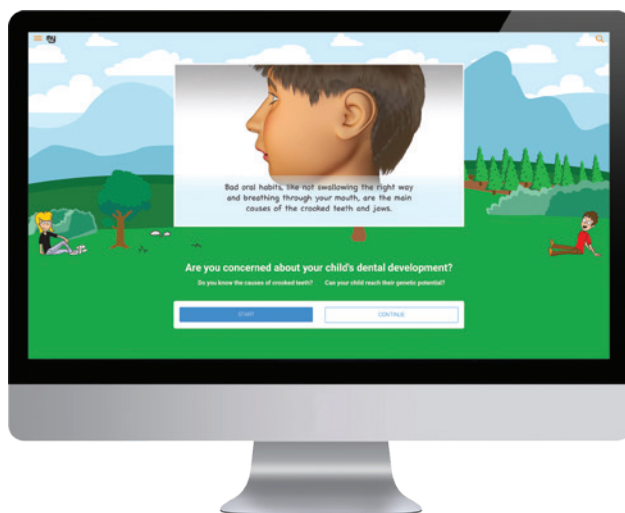 Bad oral habits, like not swallowing the right way
and breathing through your mouth, are the main
causes of the crooked teeth and jaws.
Are you concerned about your child's dental development?
Do you know the causes of crooked teeth? Can your child reach their genetic potential?
START CONTINUE